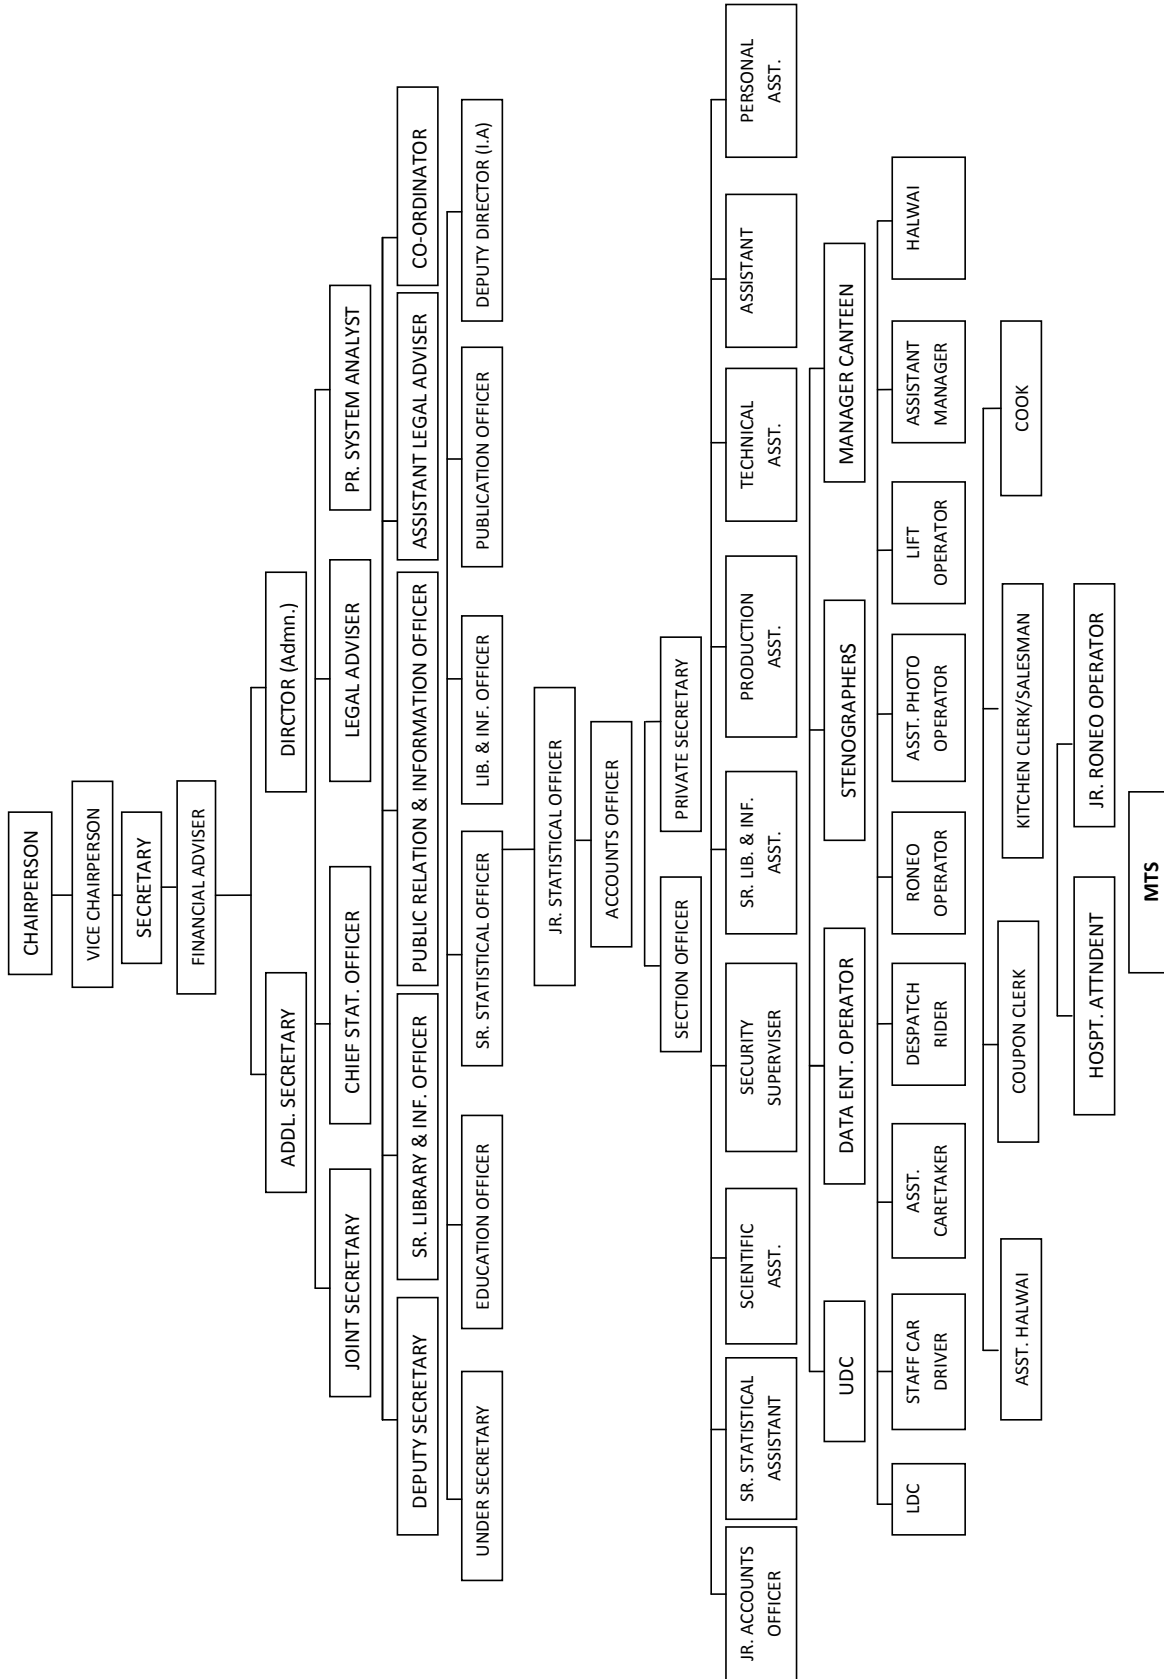 CHAIRPERSON
VICE CHAIRPERSON
SECRETARY
FINANCIAL ADVISER
ADDL. SECRETARY
DIRCTOR (Admn.)
JOINT SECRETARY
CHIEF STAT. OFFICER
LEGAL ADVISER
PR. SYSTEM ANALYST
DEPUTY SECRETARY
SR. LIBRARY & INF. OFFICER
PUBLIC RELATION & INFORMATION OFFICER
ASSISTANT LEGAL ADVISER
CO-ORDINATOR
UNDER SECRETARY
EDUCATION OFFICER
SR. STATISTICAL OFFICER
LIB. & INF. OFFICER
PUBLICATION OFFICER
DEPUTY DIRECTOR (I.A)
JR. STATISTICAL OFFICER
ACCOUNTS OFFICER
SECTION OFFICER
PRIVATE SECRETARY
JR. ACCOUNTS
OFFICER
SR. STATISTICAL
ASSISTANT
SCIENTIFIC
ASST.
SECURITY
SUPERVISER
SR. LIB. & INF.
ASST.
PRODUCTION
ASST.
TECHNICAL
ASST.
ASSISTANT
PERSONAL
ASST.
UDC
DATA ENT. OPERATOR
STENOGRAPHERS
MANAGER CANTEEN
LDC
STAFF CAR
DRIVER
ASST.
CARETAKER
DESPATCH
RIDER
RONEO
OPERATOR
ASST. PHOTO
OPERATOR
LIFT
OPERATOR
ASSISTANT
MANAGER
HALWAI
ASST. HALWAI
COUPON CLERK
KITCHEN CLERK/SALESMAN
COOK
HOSPT. ATTNDENT
JR. RONEO OPERATOR
MTS